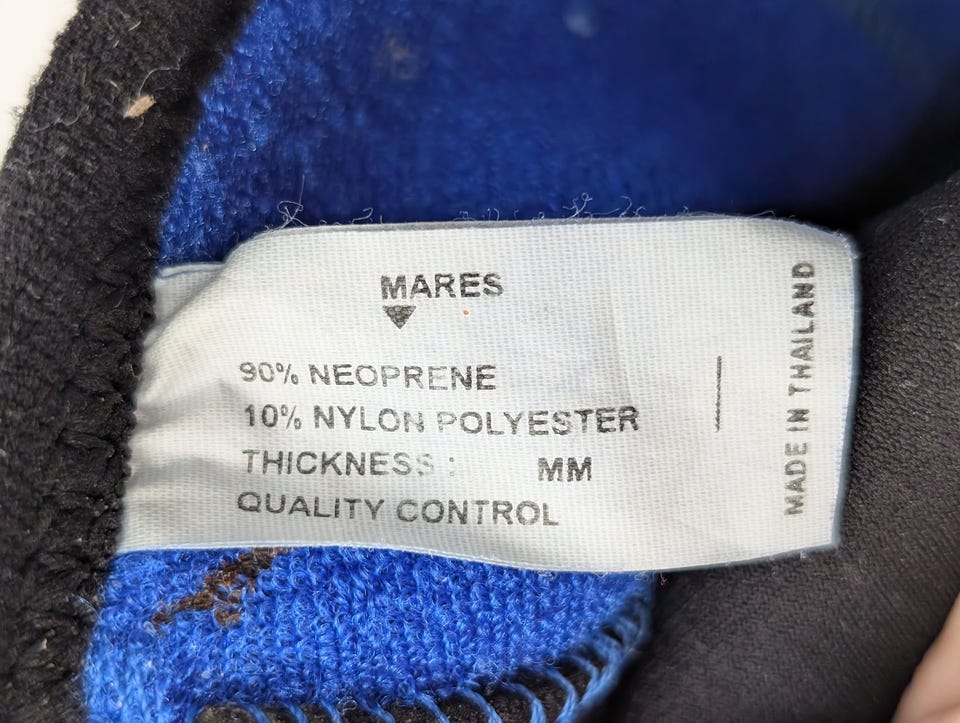 MARES
90% NEOPRENE
10% NYLON POLYESTER
THICKNESS : MM
QUALITY CONTROL
MADE IN THAILAND